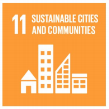 11 SUSTAINABLE CITIES
AND COMMUNITIES